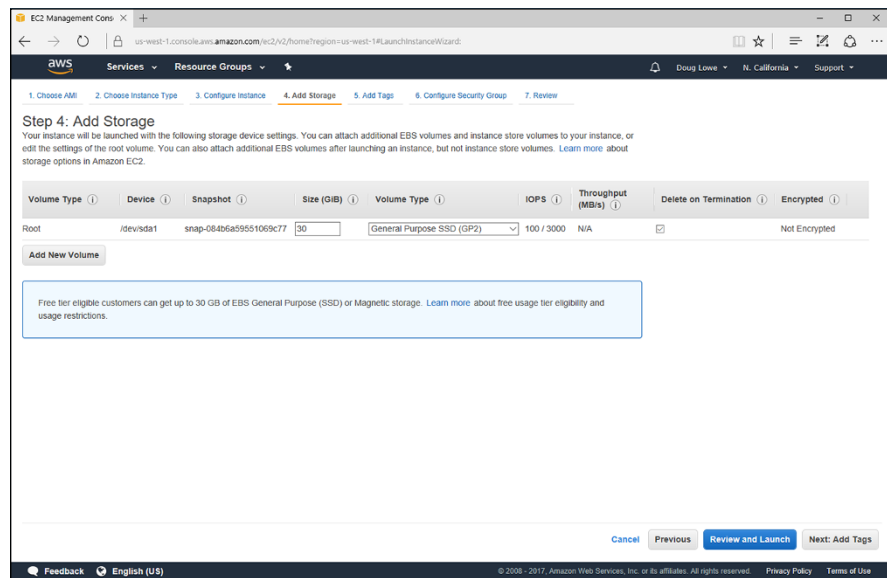 EC2 Management Cons
us-west-1.console.aws.amazon.com/ec2/v2/home?region=us-west-1#LaunchInstanceWizard:
aws Services Resource Groups Doug Lowe N. California Support
1. Choose AMI 2. Choose Instance Type 3. Configure Instance 4. Add Storage 5. Add Tags 6. Configure Security Group 7. Review
Step 4: Add Storage
Your instance will be launched with the following storage device settings. You can attach additional EBS volumes and instance store volumes to your instance, or
edit the settings of the root volume. You can also attach additional EBS volumes after launching an instance, but not instance store volumes. Learn more about
storage options in Amazon EC2.
Volume Type i Device i Snapshot i Size (GiB) i Volume Type i IOPS i Throughput (MB/s) i Delete on Termination i Encrypted i
Root /dev/sda1 snap-084b6a59551069c77 30 General Purpose SSD (GP2) 100 / 3000 N/A Not Encrypted
Add New Volume
Free tier eligible customers can get up to 30 GB of EBS General Purpose (SSD) or Magnetic storage. Learn more about free usage tier eligibility and
usage restrictions.
Cancel Previous Review and Launch Next: Add Tags
Feedback English (US) © 2008 - 2017, Amazon Web Services, Inc. or its affiliates. All rights reserved. Privacy Policy Terms of Use